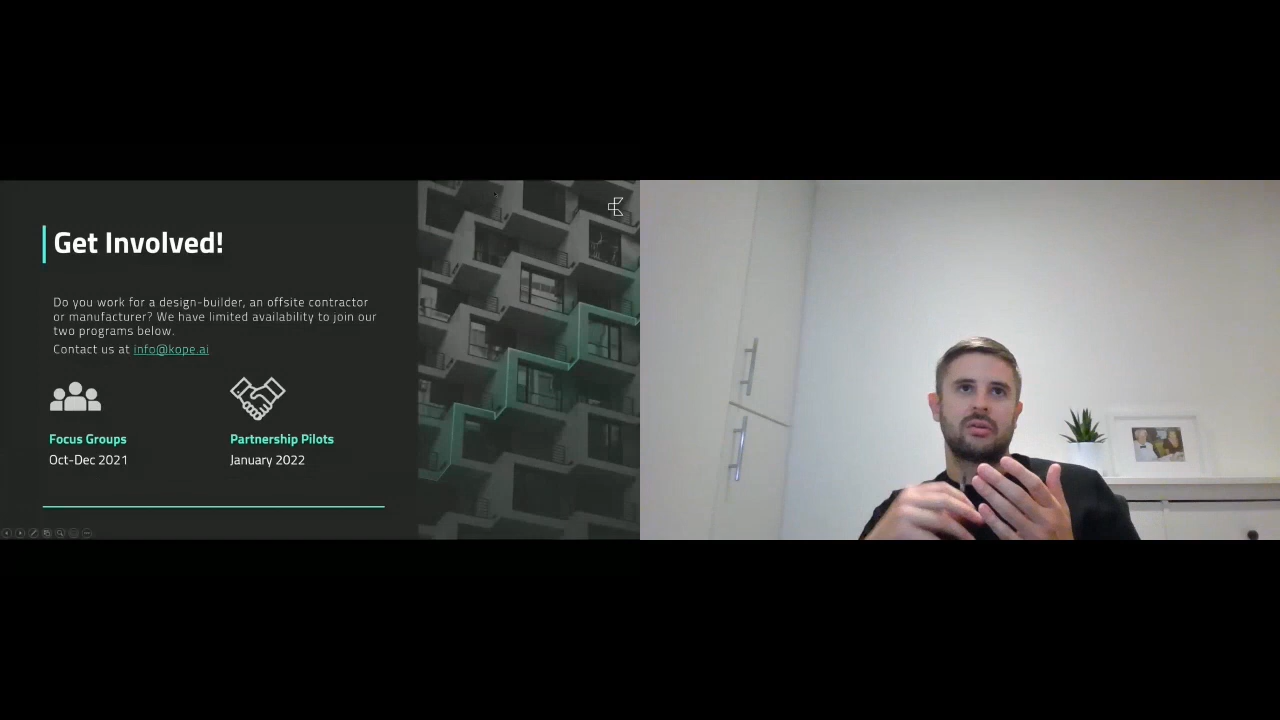 Get Involved!
Do you work for a design-builder, an offsite contractor
or manufacturer? We have limited availability to join our
two programs below.
Contact us at info@kope.ai
Focus Groups
Partnership Pilots
Oct-Dec 2021
January 2022